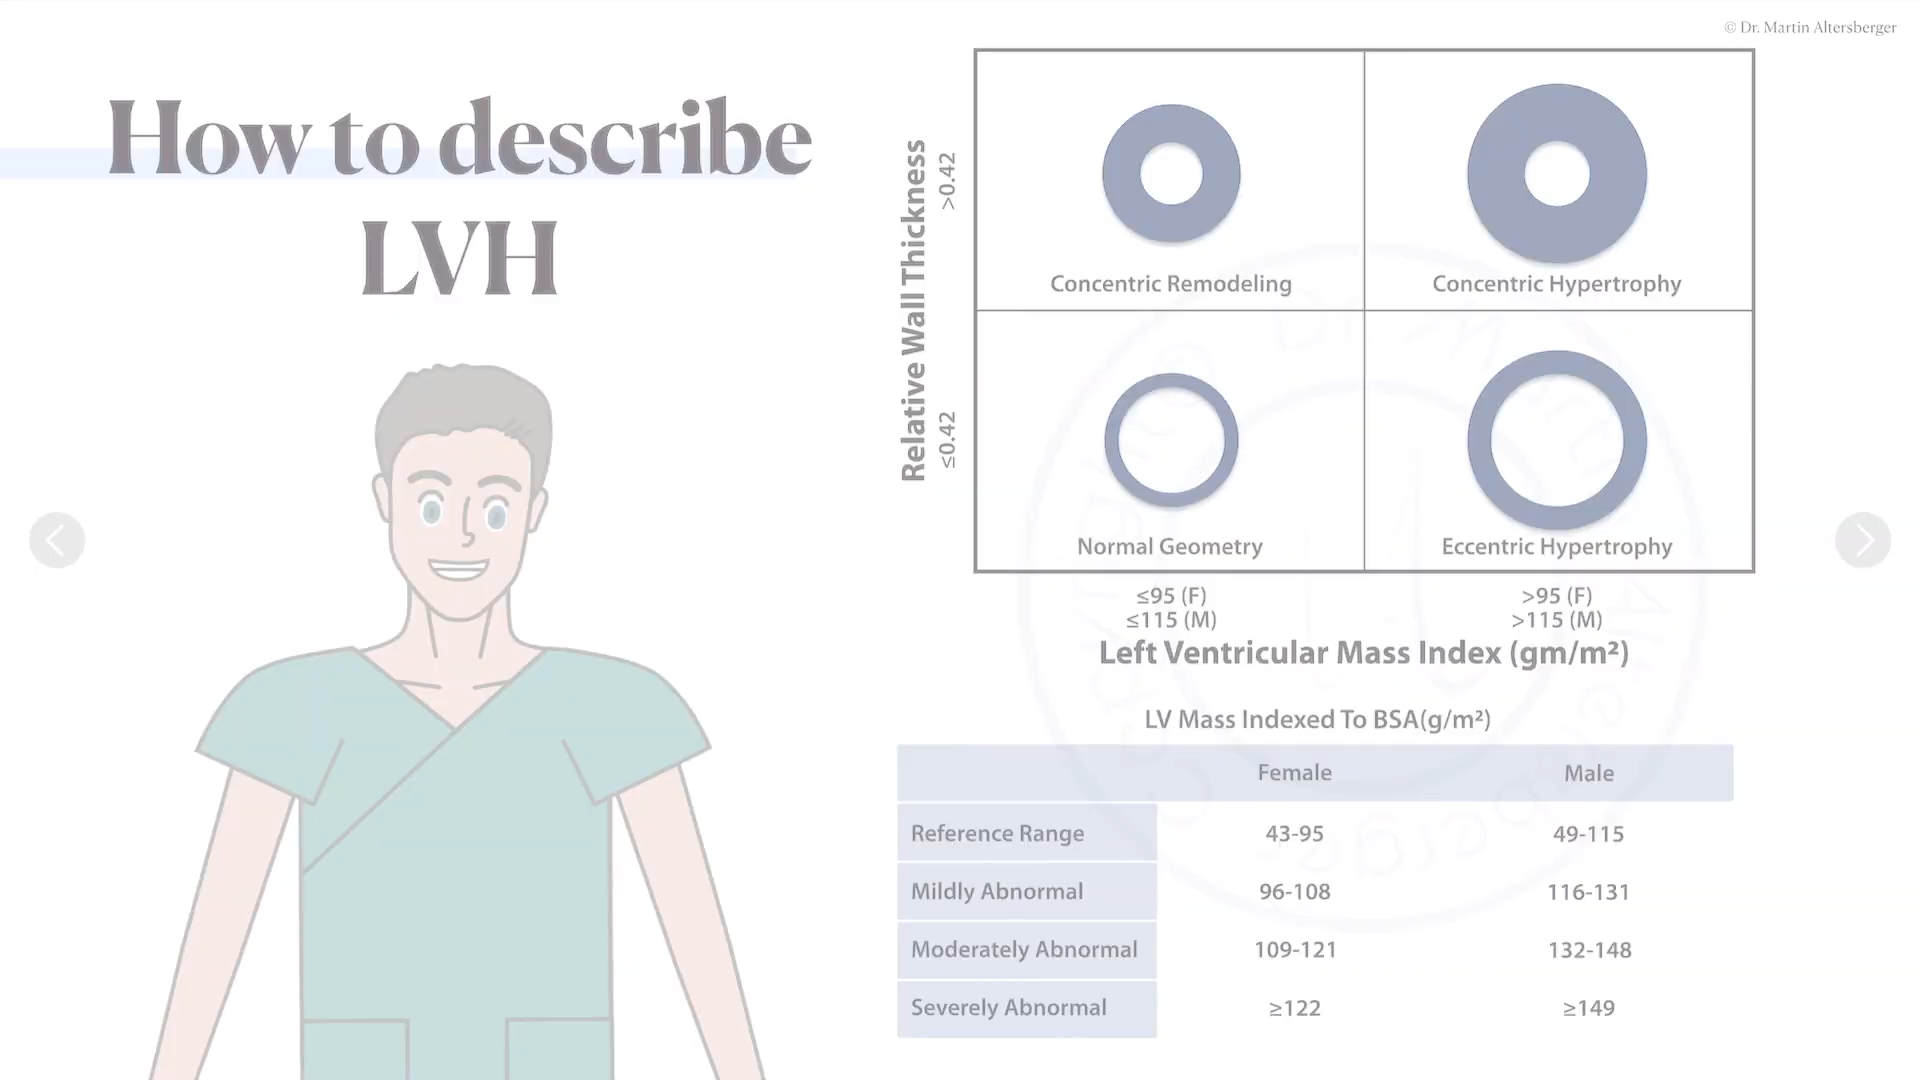 © Dr. Martin Altersberger
How to describe
LVH
Relative Wall Thickness
>0.42
≤0.42
Concentric Remodeling
Concentric Hypertrophy
Normal Geometry
Eccentric Hypertrophy
≤95 (F)
≤115 (M)
>95 (F)
>115 (M)
Left Ventricular Mass Index (gm/m²)
LV Mass Indexed To BSA(g/m²)
Female Male
Reference Range 43-95 49-115
Mildly Abnormal 96-108 116-131
Moderately Abnormal 109-121 132-148
Severely Abnormal ≥122 ≥149